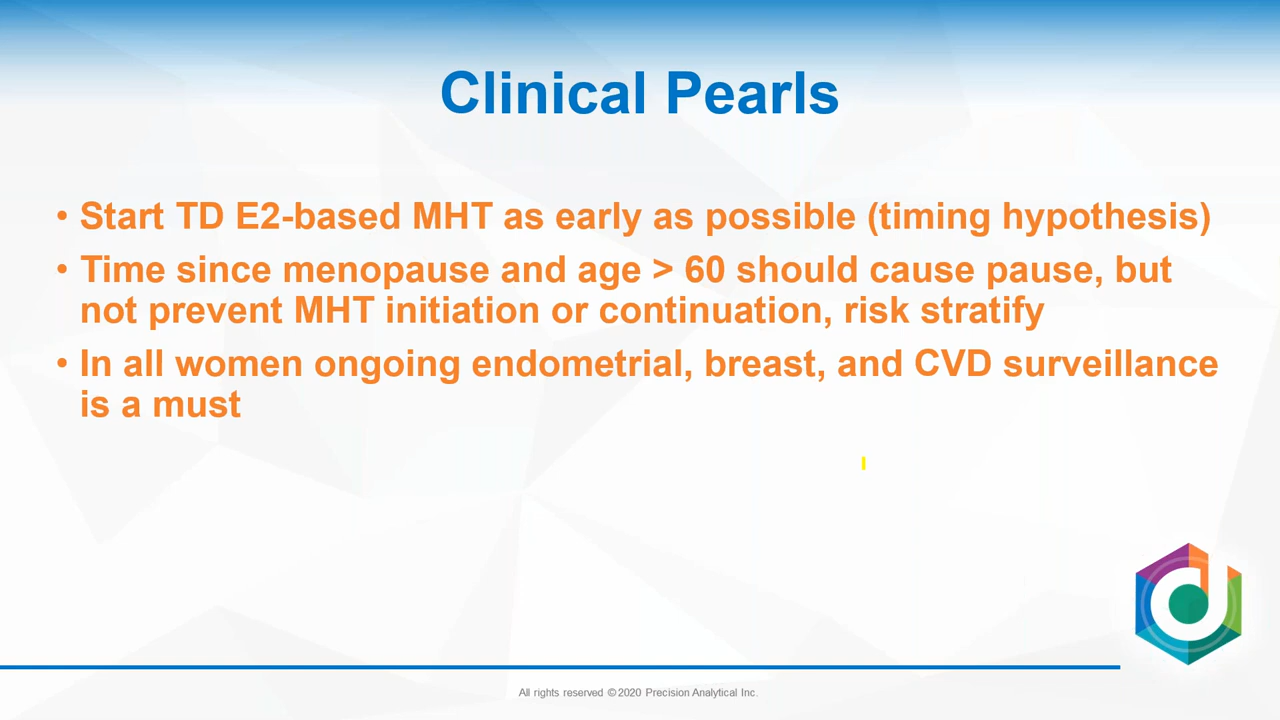 Clinical Pearls
• Start TD E2-based MHT as early as possible (timing hypothesis)
• Time since menopause and age > 60 should cause pause, but
not prevent MHT initiation or continuation, risk stratify
• In all women ongoing endometrial, breast, and CVD surveillance
is a must
All rights reserved ©2020 Precision Analytical Inc.